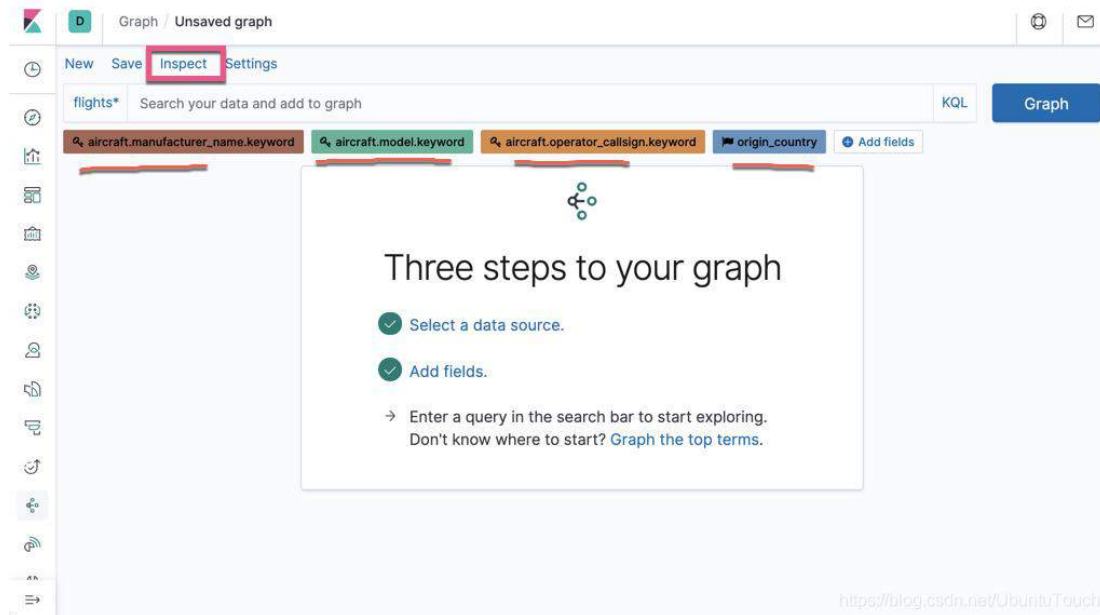 D Graph / Unsaved graph
New Save Inspect Settings
flights* Search your data and add to graph KQL Graph
aircraft.manufacturer_name.keyword aircraft.model.keyword aircraft.operator_callsign.keyword origin_country Add fields
Three steps to your graph
Select a data source.
Add fields.
→ Enter a query in the search bar to start exploring.
Don't know where to start? Graph the top terms.
https://blog.csdn.net/UbuntuTouch